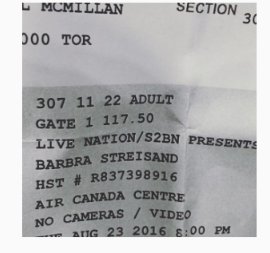 MCMILLAN SECTION 30
000 TOR
307 11 22 ADULT
GATE 1 117.50
LIVE NATION/S2BN PRESENTS
BARBRA STREISAND
HST # R837398916
AIR CANADA CENTRE
NO CAMERAS / VIDEO
AUG 23 2016 8:00 PM